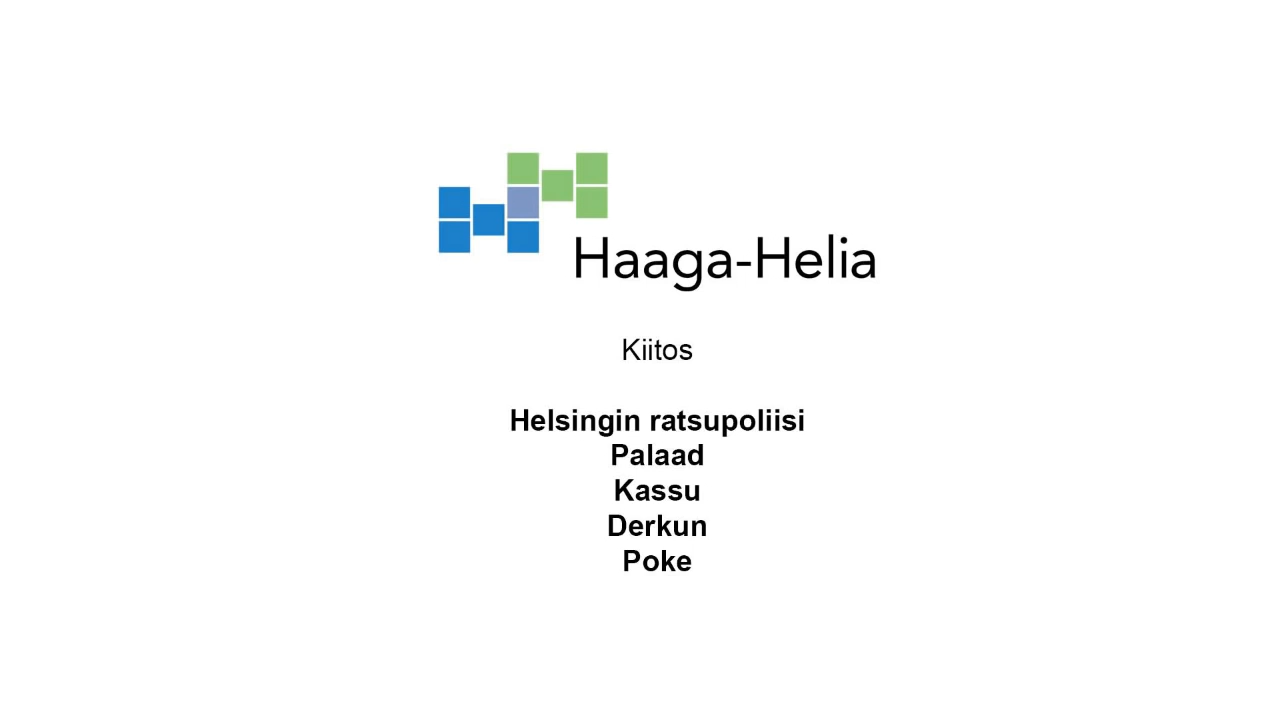 Haaga-Helia
Kiitos
Helsingin ratsupoliisi
Palaad
Kassu
Derkun
Poke